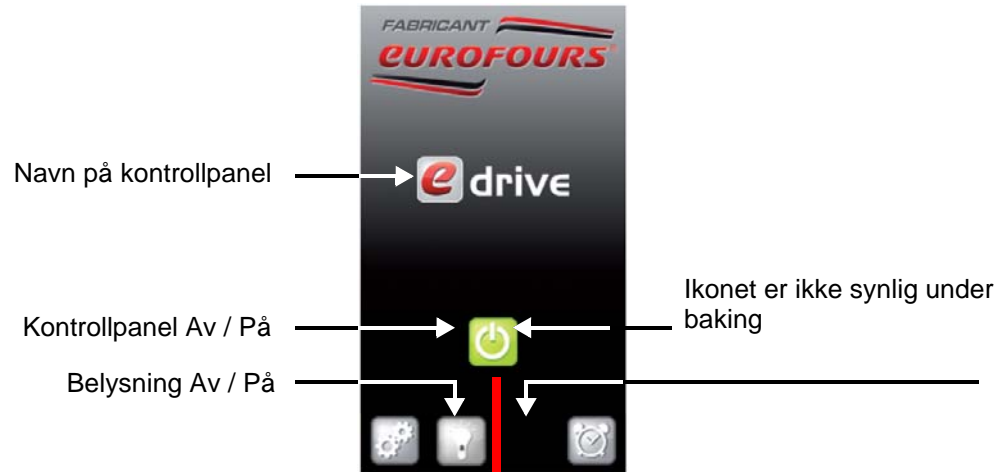 FABRICANT
eUROFOURS®
Navn på kontrollpanel
e drive
Ikonet er ikke synlig under
baking
Kontrollpanel Av / På
Belysning Av / På